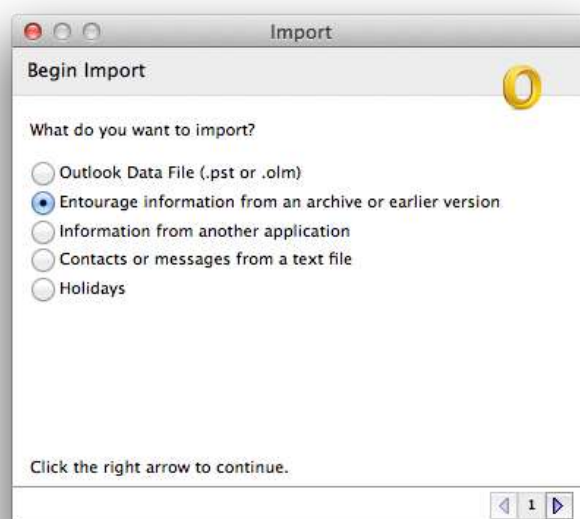 Import
Begin Import
What do you want to import?
Outlook Data File (.pst or .olm)
Entourage information from an archive or earlier version
Information from another application
Contacts or messages from a text file
Holidays
Click the right arrow to continue.
1